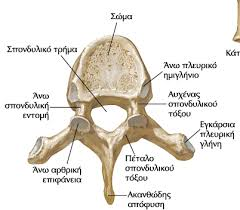 Σώμα
Σπονδυλικό τρήμα
Άνω πλευρικό
ημιγλήνιο
Άνω
σπονδυλική
εντομή
Αυχένας
σπονδυλικού
τόξου
Εγκάρσια
πλευρική
γλήνη
Άνω αρθρική
επιφάνεια
Πέταλο
σπονδυλικού
τόξου
Ακανθώδης
απόφυση
Κάτ